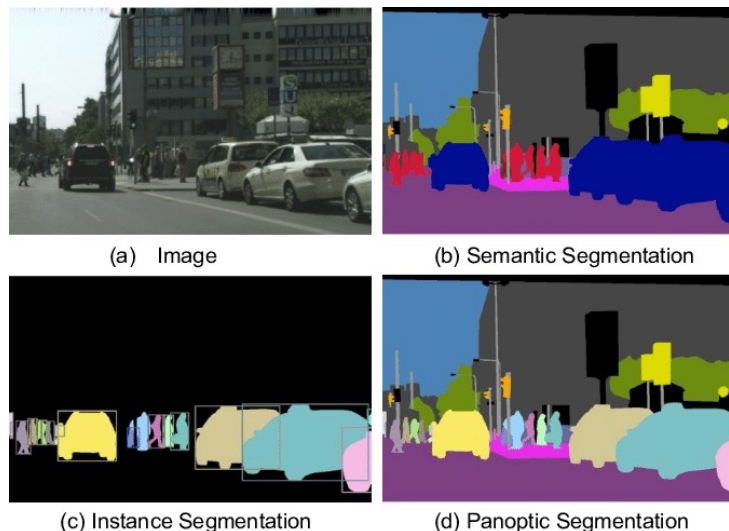 (a) Image
(b) Semantic Segmentation
(c) Instance Segmentation
(d) Panoptic Segmentation